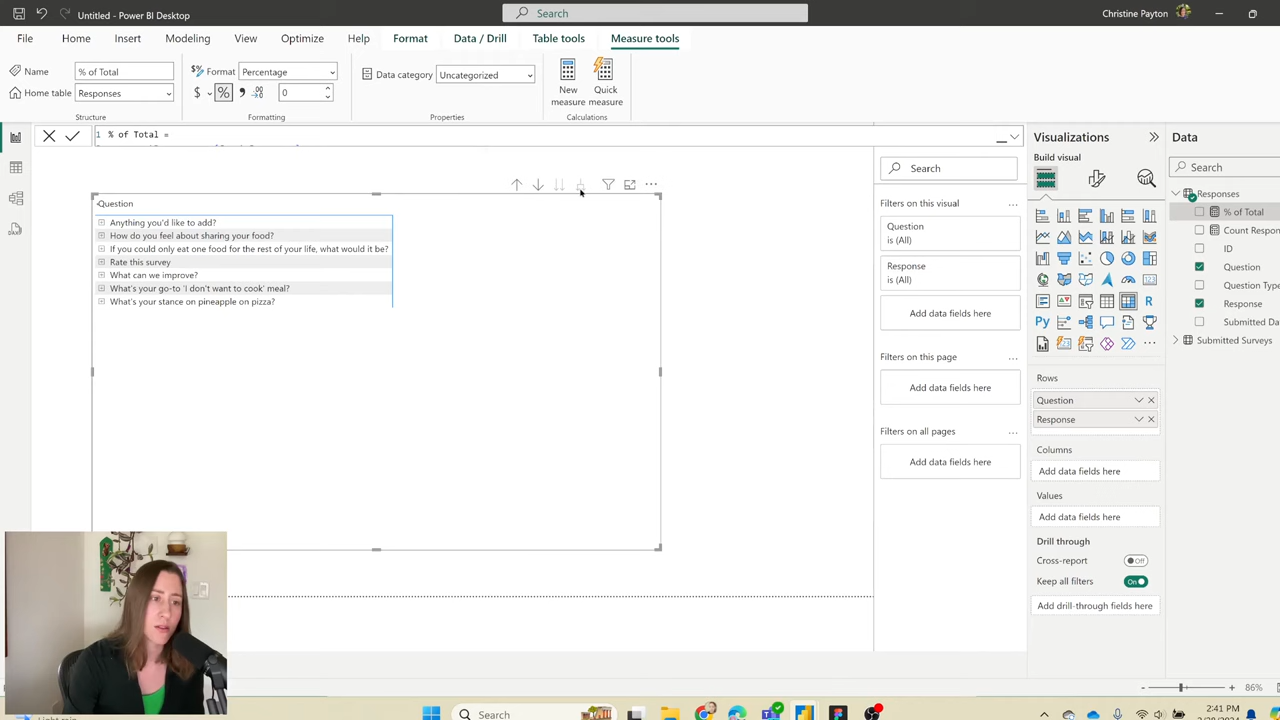 Untitled - Power BI Desktop
Search
Christine Payton
File
Home
Insert
Modeling
View
Optimize
Help
Format
Data / Drill
Table tools
Measure tools
Name
% of Total
Home table
Responses
Structure
Format
Percentage
$
%
0
Formatting
Data category
Uncategorized
Properties
New measure
Quick measure
Calculations
1 % of Total =
Question
Anything you'd like to add?
How do you feel about sharing your food?
If you could only eat one food for the rest of your life, what would it be?
Rate this survey
What can we improve?
What's your go-to 'I don't want to cook' meal?
What's your stance on pineapple on pizza?
Search
Filters on this visual
Question
is (All)
Response
is (All)
Add data fields here
Filters on this page
Add data fields here
Filters on all pages
Add data fields here
Visualizations
Build visual
R
Py
Rows
Question
Response
Columns
Add data fields here
Values
Add data fields here
Drill through
Cross-report
Off
Keep all filters
On
Add drill-through fields here
Data
Search
Responses
% of Total
Count Respon
ID
Question
Question Type
Response
Submitted Da
Submitted Surveys
86%
Light rain
Search
2:41 PM